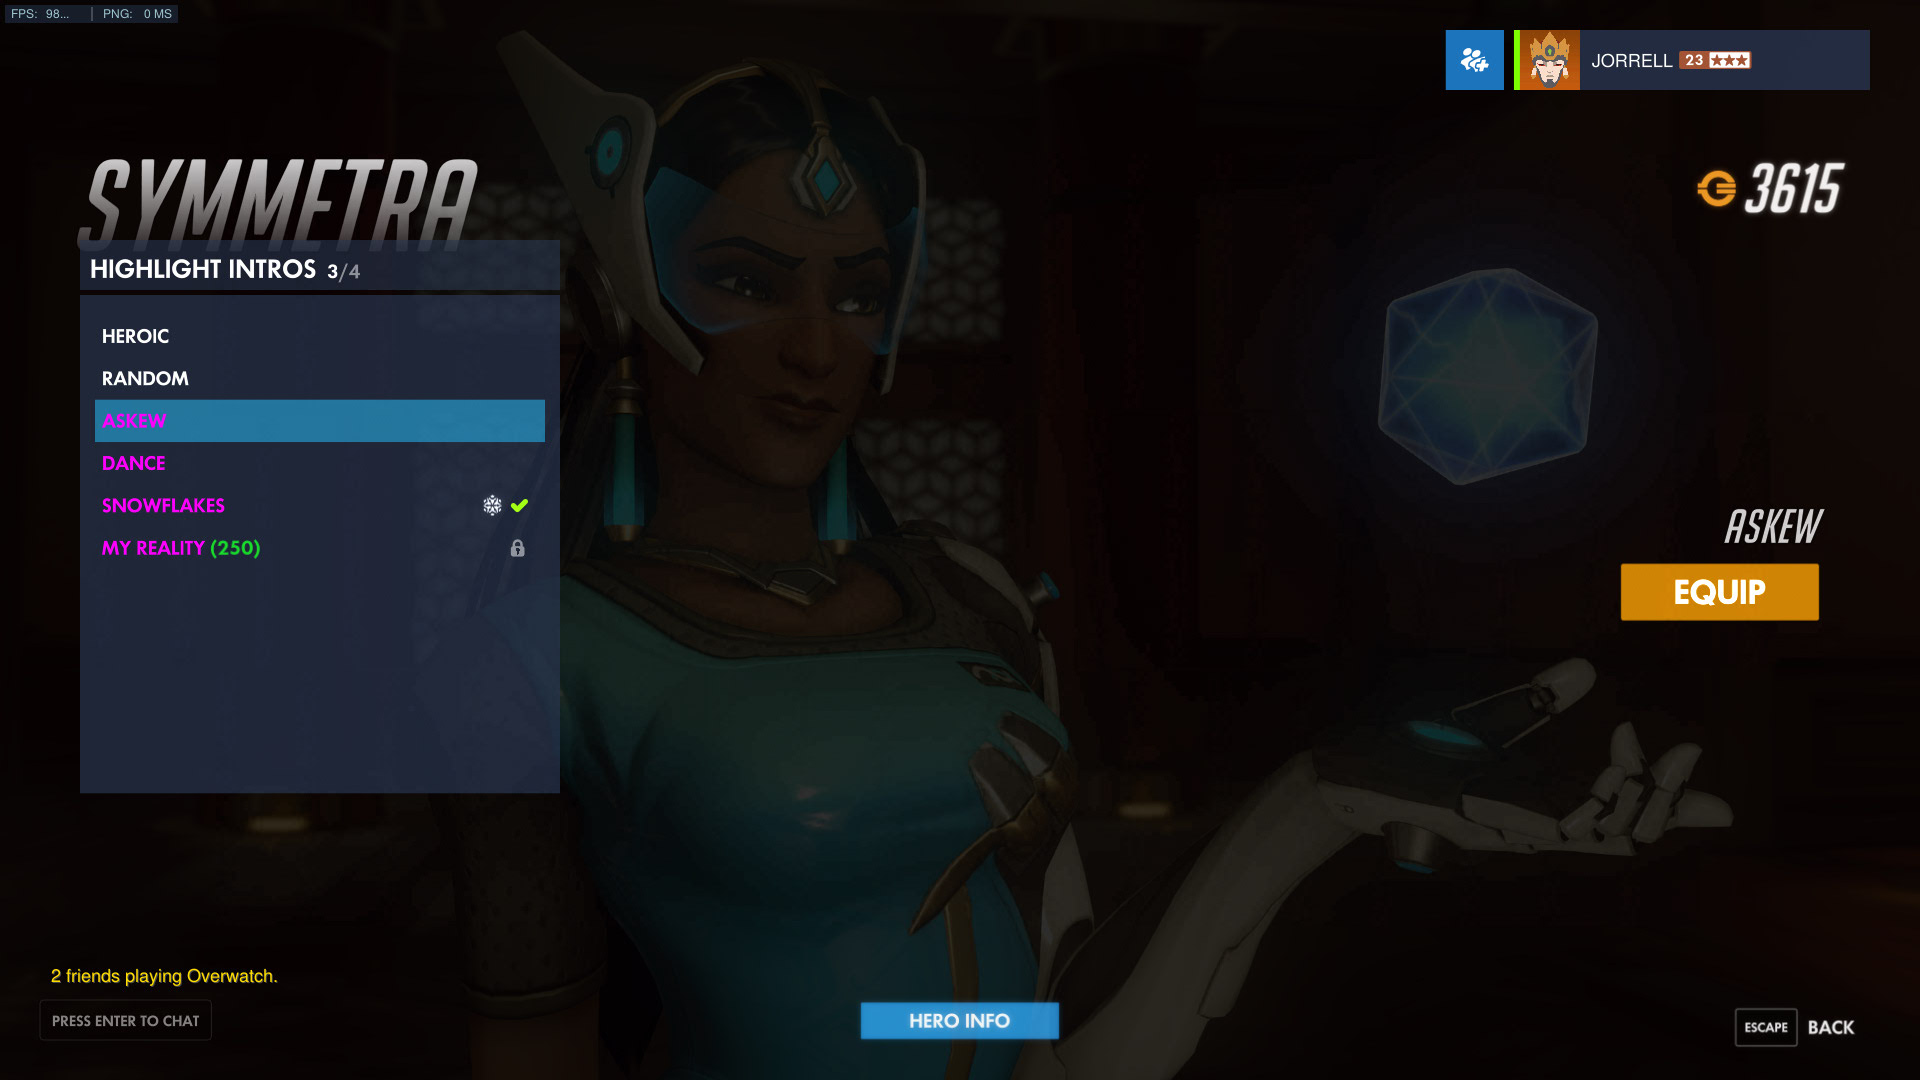 FPS: 98... | PNG: 0 MS
JORRELL 23
SYMMETRA
3615
HIGHLIGHT INTROS 3/4
HEROIC
RANDOM
ASKEW
DANCE
SNOWFLAKES
MY REALITY (250)
ASKEW
EQUIP
2 friends playing Overwatch.
PRESS ENTER TO CHAT
HERO INFO
ESCAPE BACK